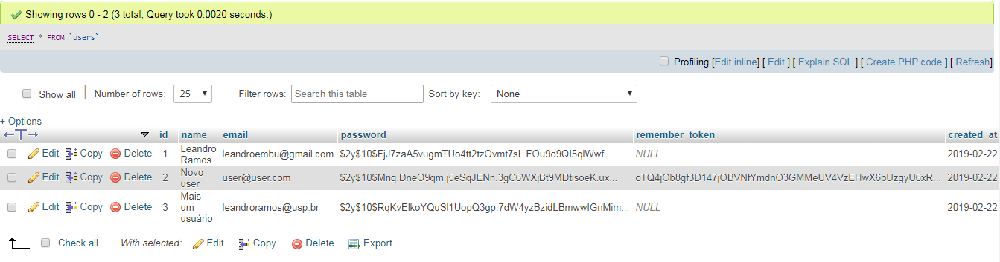 Showing rows 0 - 2 (3 total, Query took 0.0020 seconds.)
SELECT * FROM `users`
Profiling [Edit inline] [ Edit ] [ Explain SQL ] [ Create PHP code ] [ Refresh]
Show all Number of rows: 25 Filter rows: Search this table Sort by key: None
+ Options
←T→ id name email password remember_token created_at
Edit Copy Delete 1 Leandro Ramos leandroembu@gmail.com $2y$10$FjJ7zaA5vugmTUo4tt2tzOvmt7sL.FOu9o9QI5qlWwf... NULL 2019-02-22
Edit Copy Delete 2 Novo user user@user.com $2y$10$Mnq.DneO9qm.j5eSqJENn.3gC6WXjBt9MDtisoeK.ux... oTQ4jOb8gf3D147jOBVNfYmdnO3GMMeUV4VzEHwX6pUzgyU6xR... 2019-02-22
Edit Copy Delete 3 Mais um usuário leandroramos@usp.br $2y$10$RqKvElkoYQuSl1UopQ3gp.7dW4yzBzidLBmwwIGnMim... NULL 2019-02-22
Check all With selected: Edit Copy Delete Export